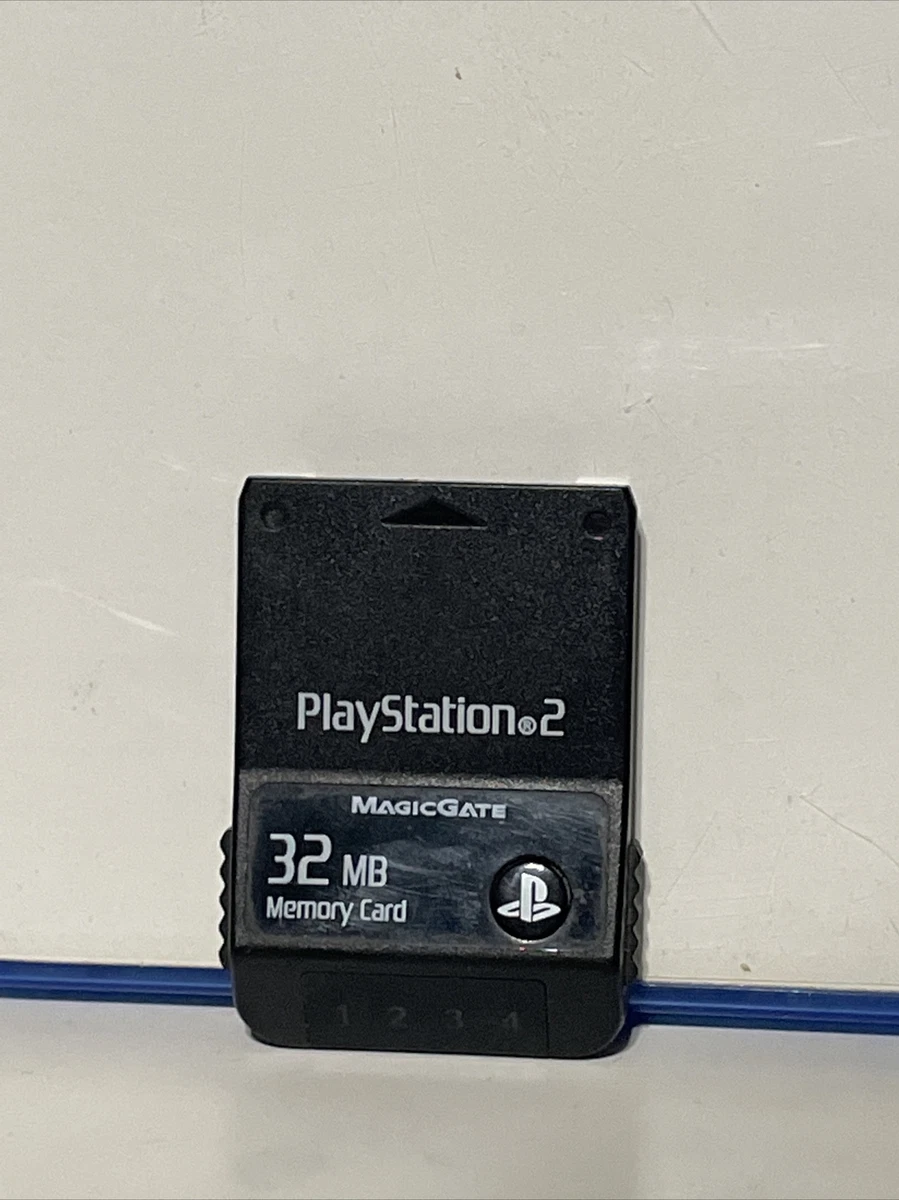 PlayStation®2
MAGICGATE
32 MB
Memory Card
1 2 3 4